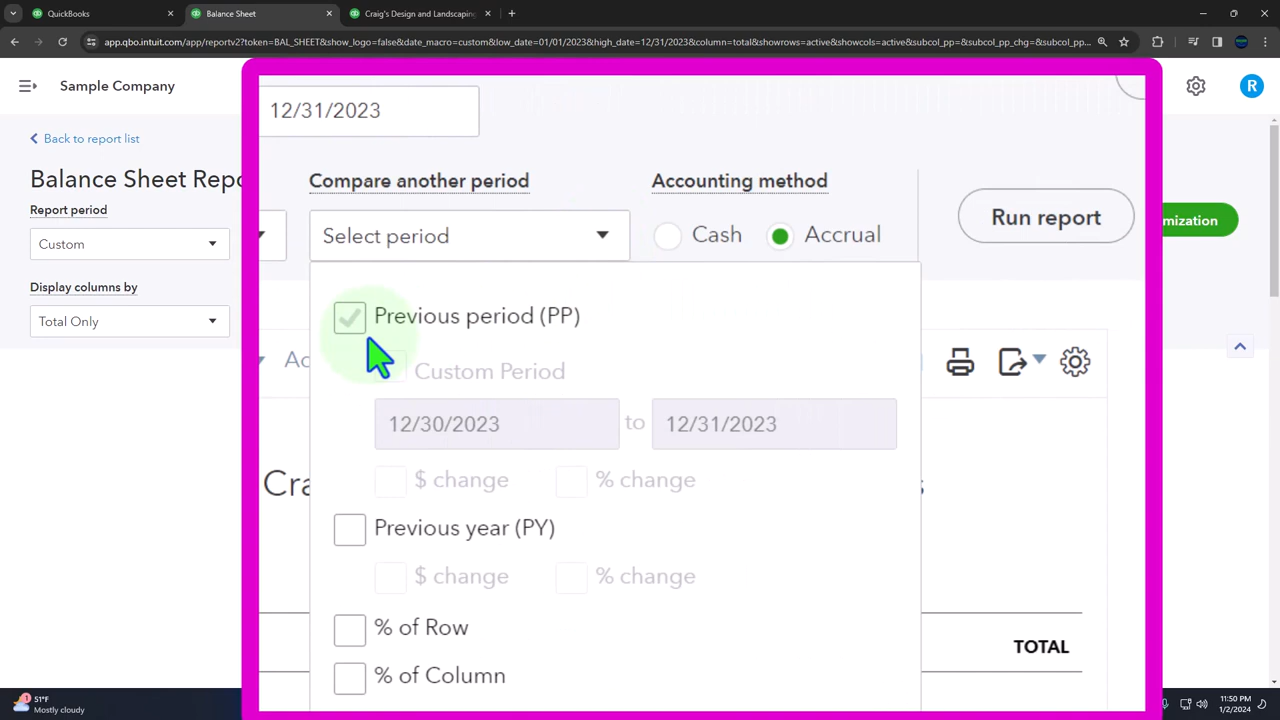 QuickBooks
Balance Sheet
Craig's Design and Landscaping
qbo.intuit.com/app/reportv2?token=BAL_SHEET&show_logo=false&date_macro=custom&low_date=01/01/2023&high_date=12/31/2023&column=total&showrows=active&showcols=active&subcol_pp=&subcol_pp_chg=&subcol_pp...
Sample Company
R
Back to report list
Balance Sheet Repo
Report period
Custom
Display columns by
Total Only
12/31/2023
Compare another period
Select period
Accounting method
Cash
Accrual
Run report
mization
Previous period (PP)
Custom Period
12/30/2023 to 12/31/2023
$ change % change
Previous year (PY)
$ change % change
% of Row
% of Column
Cra
TOTAL
1
51°F
Mostly cloudy
11:50 PM
1/2/2024